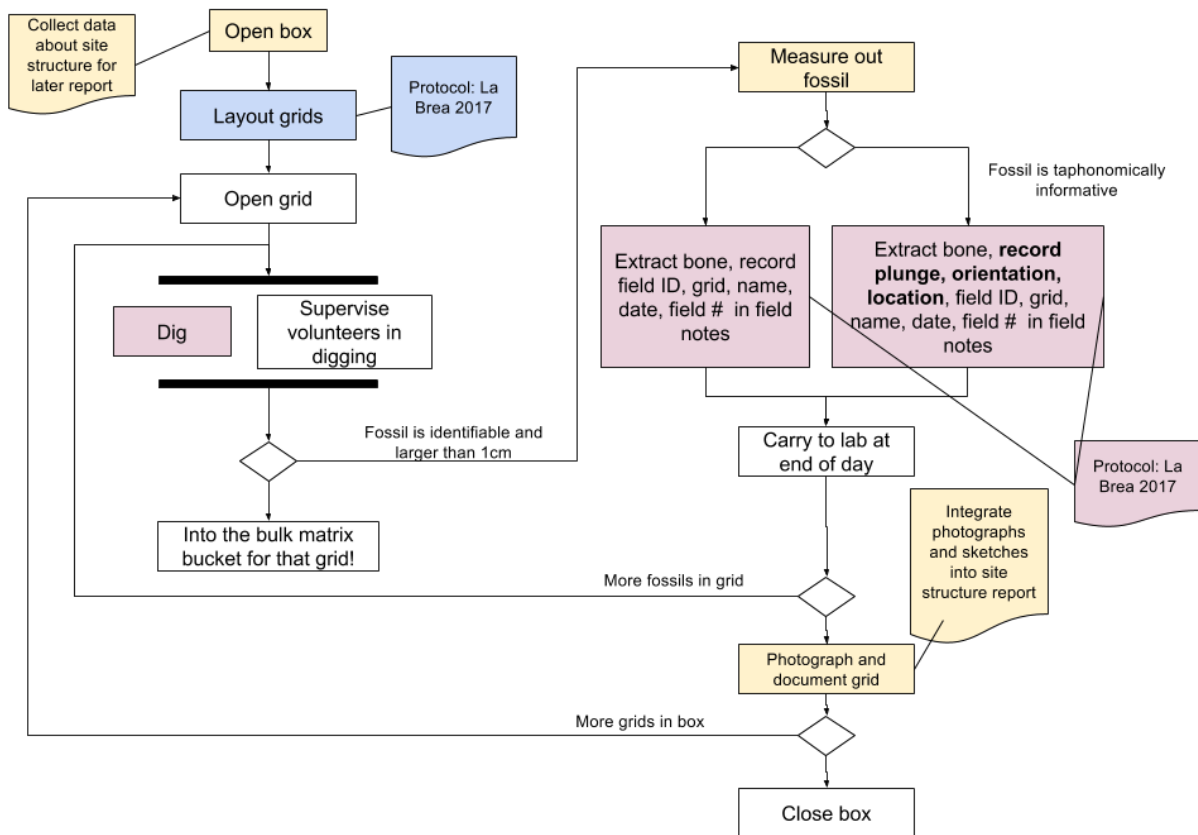 Collect data
about site
structure for
later report
Open box
Layout grids
Protocol: La
Brea 2017
Open grid
Dig
Supervise
volunteers in
digging
Fossil is identifiable and
larger than 1cm
Into the bulk matrix
bucket for that grid!
Measure out
fossil
Fossil is taphonomically
informative
Extract bone, record
field ID, grid, name,
date, field # in field
notes
Extract bone, record
plunge, orientation,
location, field ID, grid,
name, date, field # in field
notes
Protocol: La
Brea 2017
Carry to lab at
end of day
Integrate
photographs
and sketches
into site
structure report
More fossils in grid
Photograph and
document grid
More grids in box
Close box